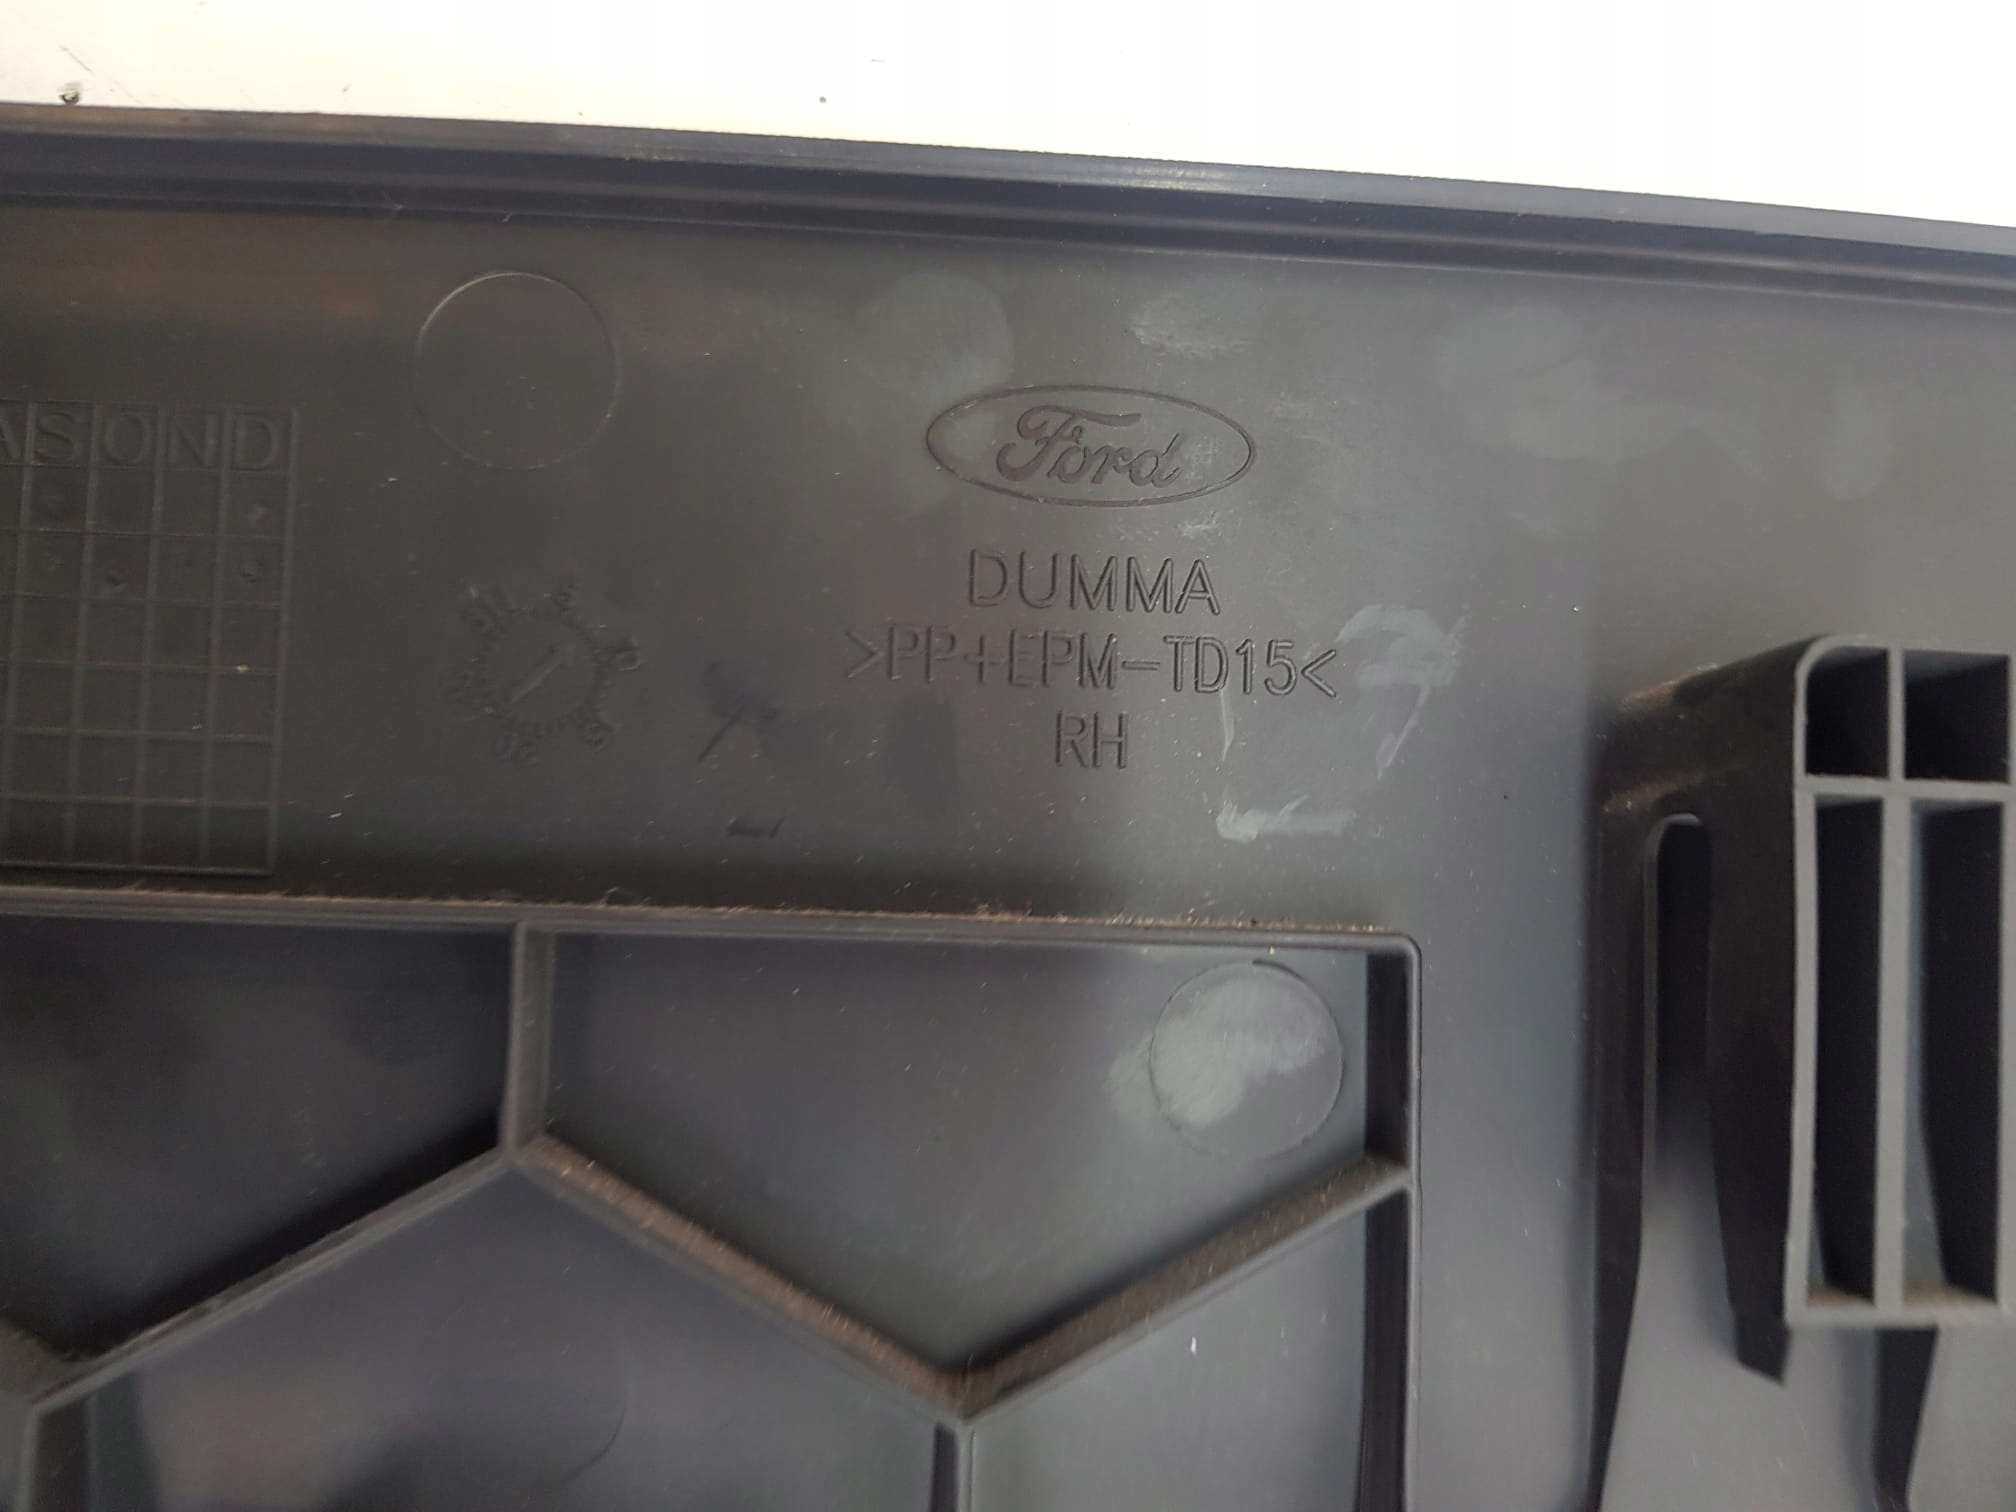 ASOND
Ford
DUMMA
>PP+EPM-TD15<
RH